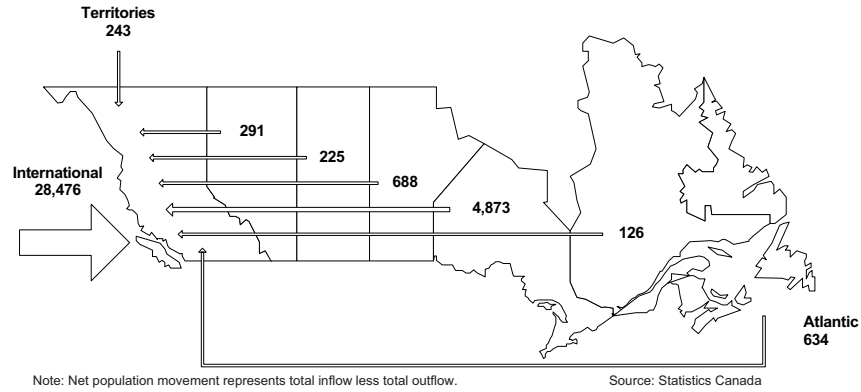 Territories
243
291
225
International
28,476
688
4,873
126
Atlantic
634
Note: Net population movement represents total inflow less total outflow.
Source: Statistics Canada